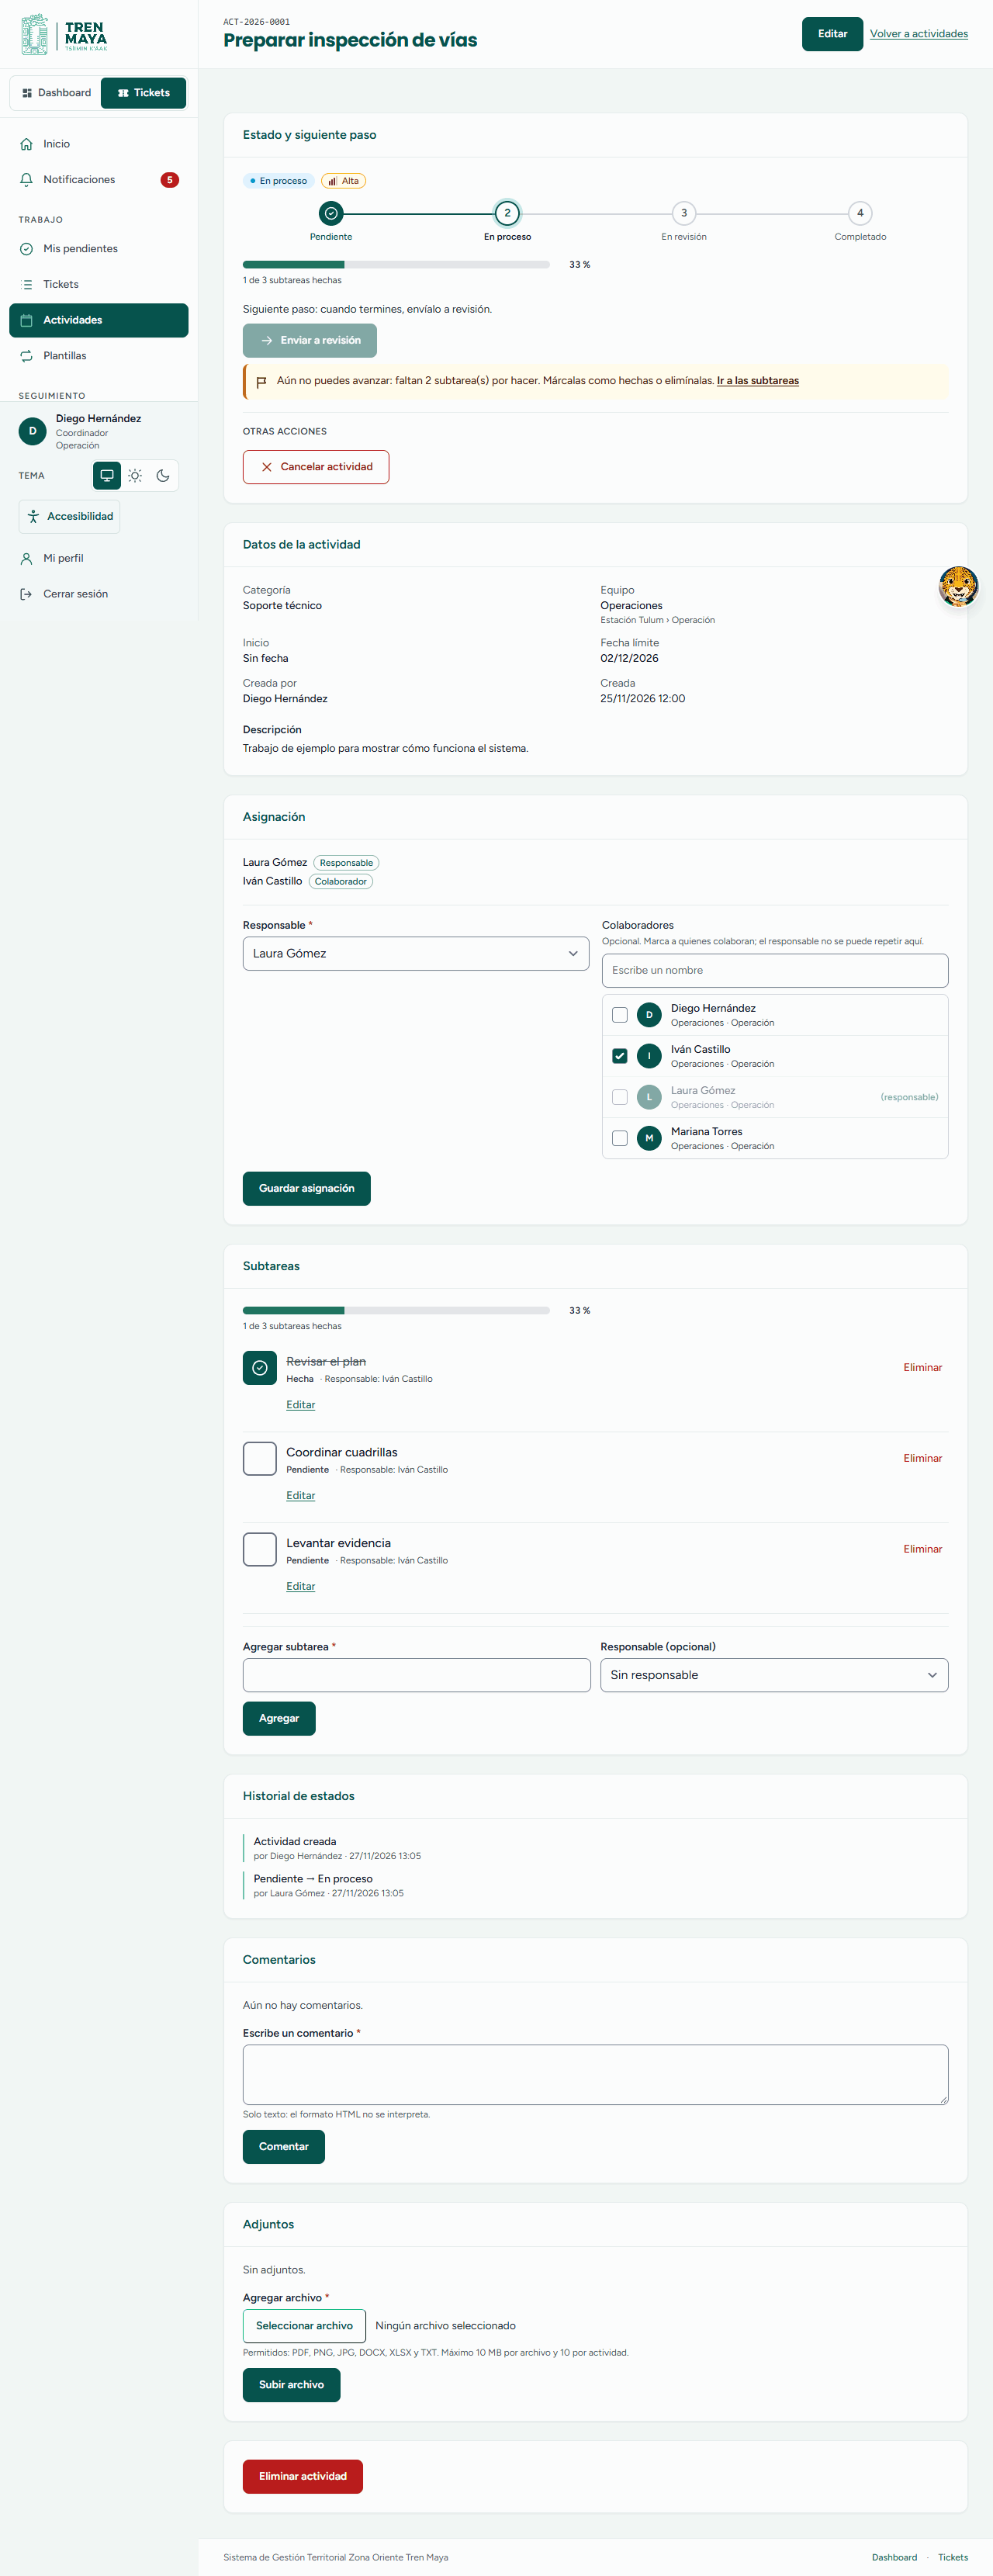 TREN
MAYA
TSÍIMIN K'ÁAK
ACT-2026-0001
Preparar inspección de vías
Editar
Volver a actividades
Dashboard
Tickets
Inicio
Notificaciones
5
TRABAJO
Mis pendientes
Tickets
Actividades
Plantillas
SEGUIMIENTO
D
Diego Hernández
Coordinador
Operación
TEMA
Accesibilidad
Mi perfil
Cerrar sesión
Estado y siguiente paso
En proceso
Alta
2
3
4
Pendiente
En proceso
En revisión
Completado
33 %
1 de 3 subtareas hechas
Siguiente paso: cuando termines, envíalo a revisión.
Enviar a revisión
Aún no puedes avanzar: faltan 2 subtarea(s) por hacer. Márcalas como hechas o elimínalas. Ir a las subtareas
OTRAS ACCIONES
Cancelar actividad
Datos de la actividad
Categoría
Soporte técnico
Equipo
Operaciones
Estación Tulum › Operación
Inicio
Sin fecha
Fecha límite
02/12/2026
Creada por
Diego Hernández
Creada
25/11/2026 12:00
Descripción
Trabajo de ejemplo para mostrar cómo funciona el sistema.
Asignación
Laura Gómez Responsable
Iván Castillo Colaborador
Responsable *
Laura Gómez
Colaboradores
Opcional. Marca a quienes colaboran; el responsable no se puede repetir aquí.
Escribe un nombre
D
Diego Hernández
Operaciones · Operación
I
Iván Castillo
Operaciones · Operación
L
Laura Gómez
Operaciones · Operación
(responsable)
M
Mariana Torres
Operaciones · Operación
Guardar asignación
Subtareas
33 %
1 de 3 subtareas hechas
Revisar el plan
Hecha · Responsable: Iván Castillo
Editar
Eliminar
Coordinar cuadrillas
Pendiente · Responsable: Iván Castillo
Editar
Eliminar
Levantar evidencia
Pendiente · Responsable: Iván Castillo
Editar
Eliminar
Agregar subtarea *
Responsable (opcional)
Sin responsable
Agregar
Historial de estados
Actividad creada
por Diego Hernández · 27/11/2026 13:05
Pendiente → En proceso
por Laura Gómez · 27/11/2026 13:05
Comentarios
Aún no hay comentarios.
Escribe un comentario *
Solo texto: el formato HTML no se interpreta.
Comentar
Adjuntos
Sin adjuntos.
Agregar archivo *
Seleccionar archivo
Ningún archivo seleccionado
Permitidos: PDF, PNG, JPG, DOCX, XLSX y TXT. Máximo 10 MB por archivo y 10 por actividad.
Subir archivo
Eliminar actividad
Sistema de Gestión Territorial Zona Oriente Tren Maya
Dashboard · Tickets